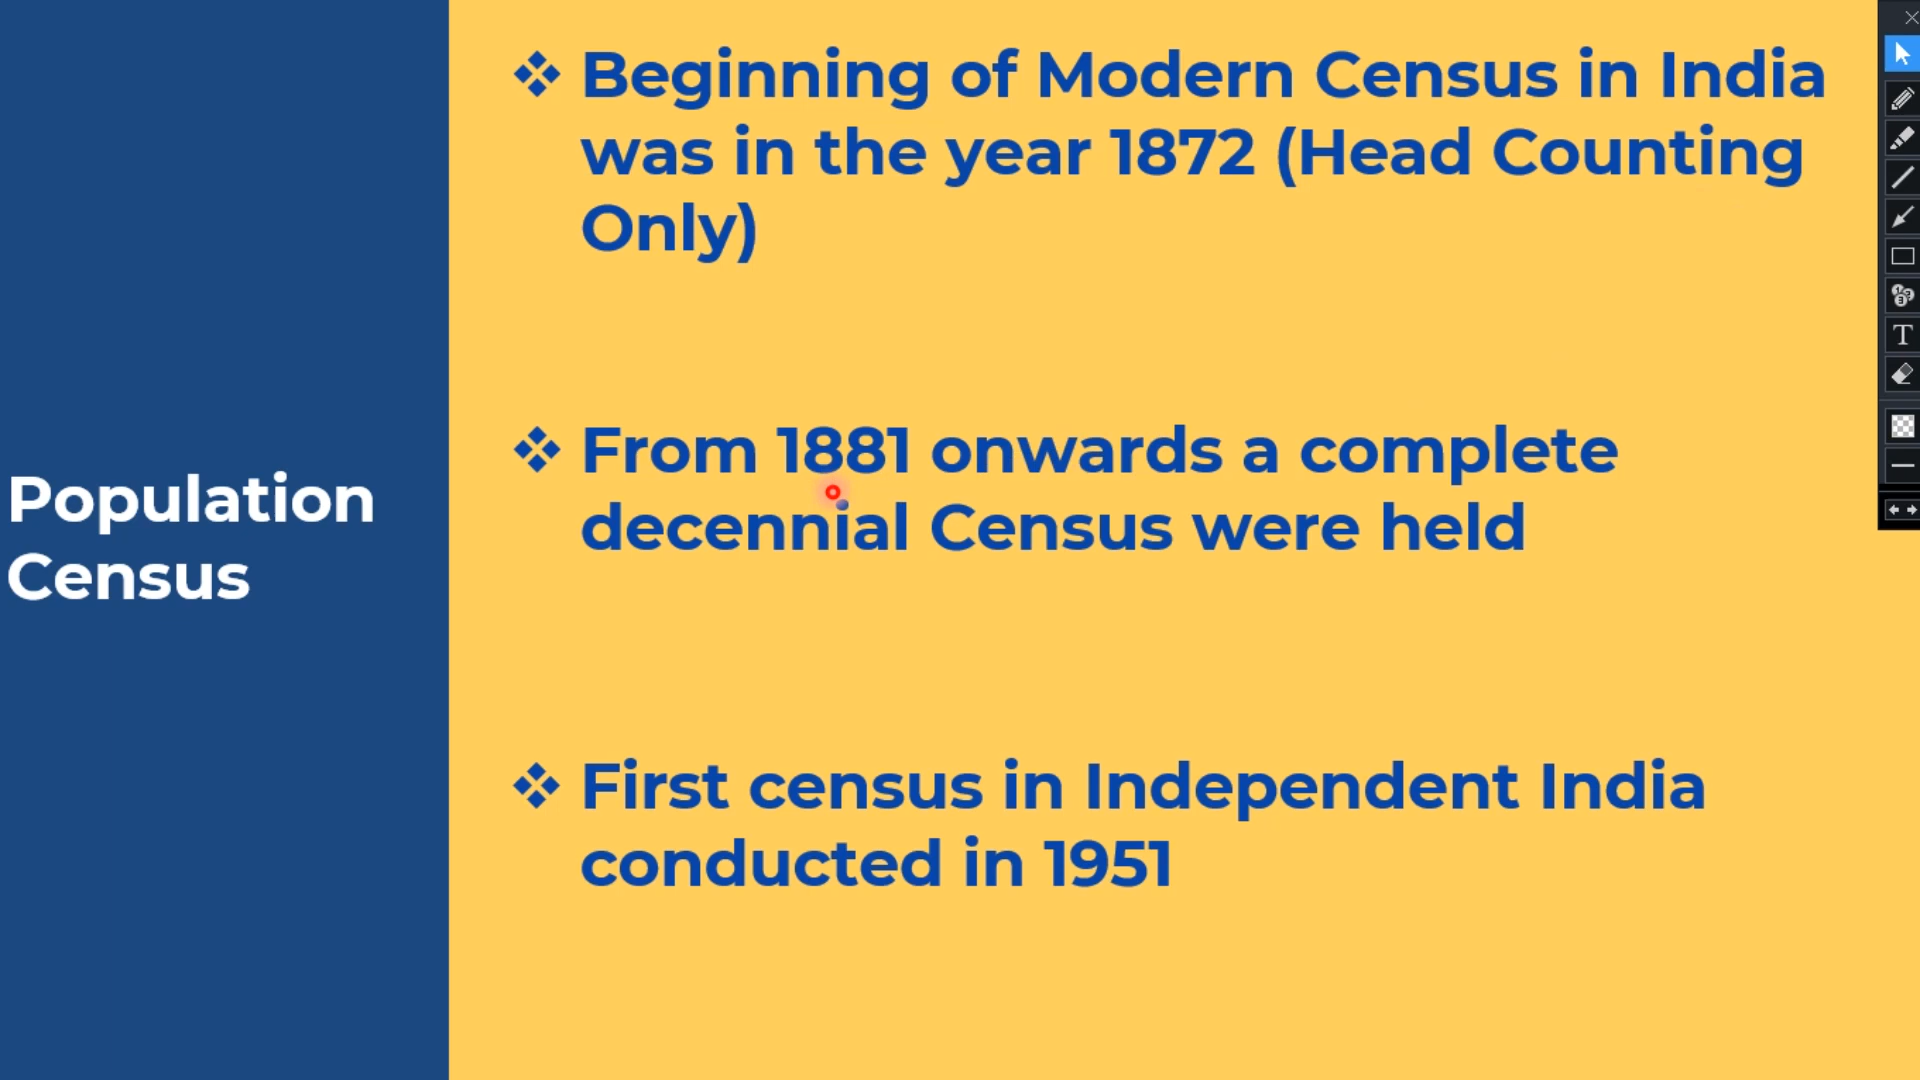 Population
Census
❖ Beginning of Modern Census in India
was in the year 1872 (Head Counting
Only)
❖ From 1881 onwards a complete
decennial Census were held
❖ First census in Independent India
conducted in 1951